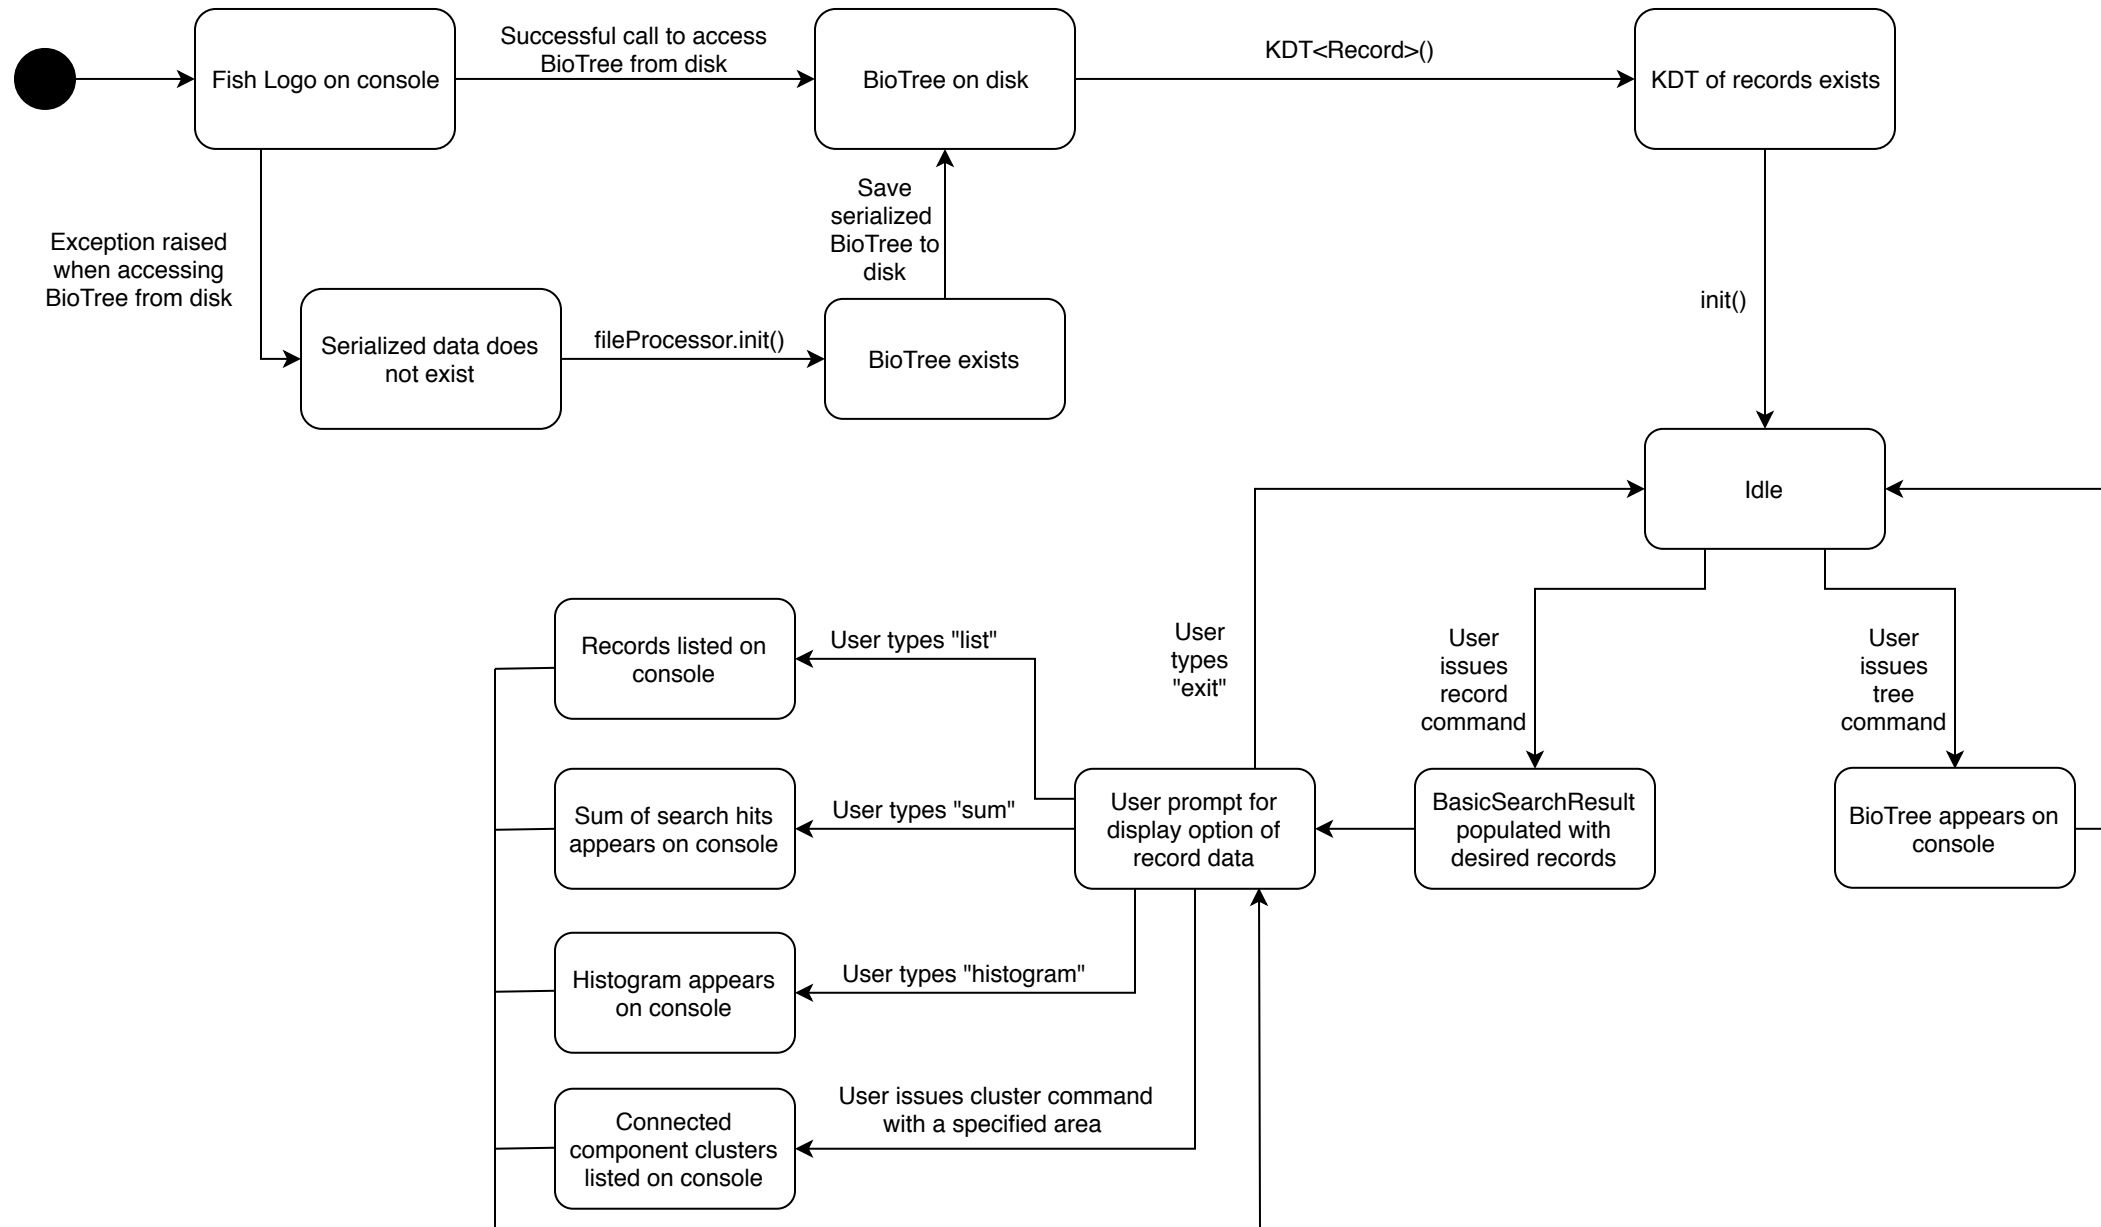 Fish Logo on console
Successful call to access
BioTree from disk
BioTree on disk
KDT<Record>()
KDT of records exists
Exception raised
when accessing
BioTree from disk
Save
serialized
BioTree to
disk
init()
Serialized data does
not exist
fileProcessor.init()
BioTree exists
Idle
Records listed on
console
User types "list"
User
types
"exit"
User
issues
record
command
User
issues
tree
command
Sum of search hits
appears on console
User types "sum"
User prompt for
display option of
record data
BasicSearchResult
populated with
desired records
BioTree appears on
console
Histogram appears
on console
User types "histogram"
Connected
component clusters
listed on console
User issues cluster command
with a specified area